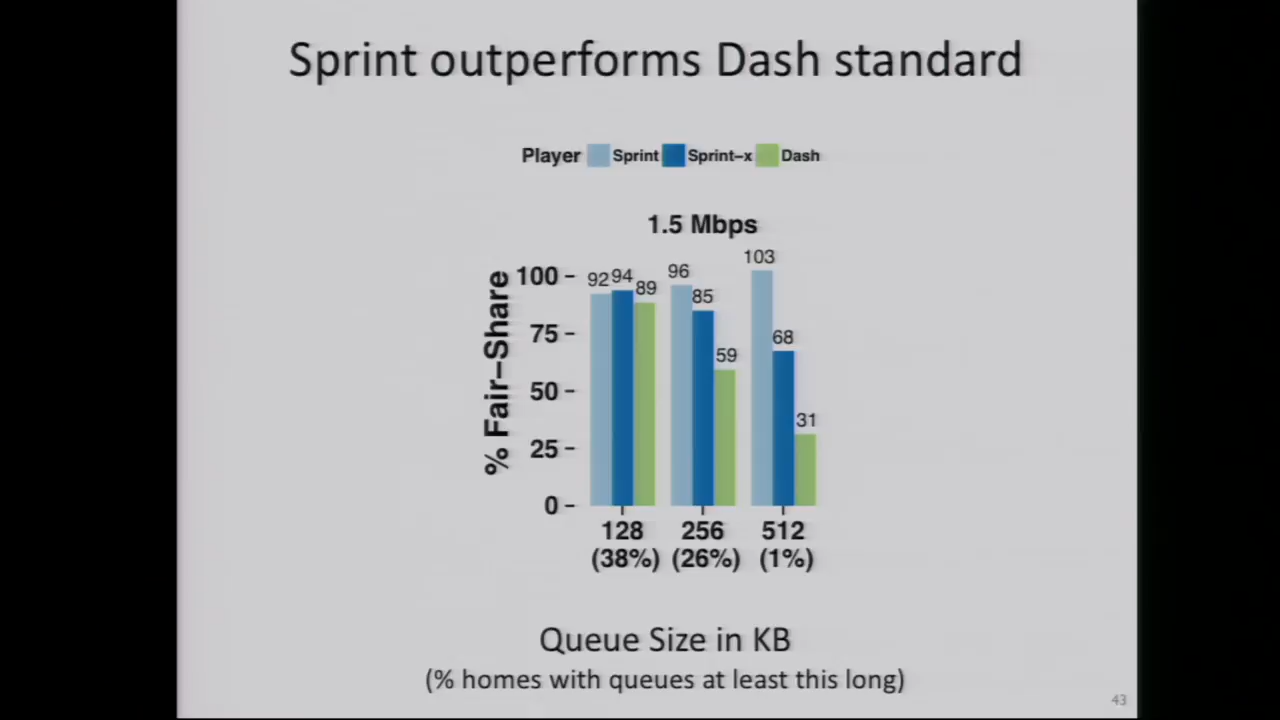 Sprint outperforms Dash standard
Player Sprint Sprint-x Dash
1.5 Mbps
% Fair-Share
100
75
50
25
0
92 94 89
96 85 59
103 68 31
128 256 512
(38%) (26%) (1%)
Queue Size in KB
(% homes with queues at least this long)
43